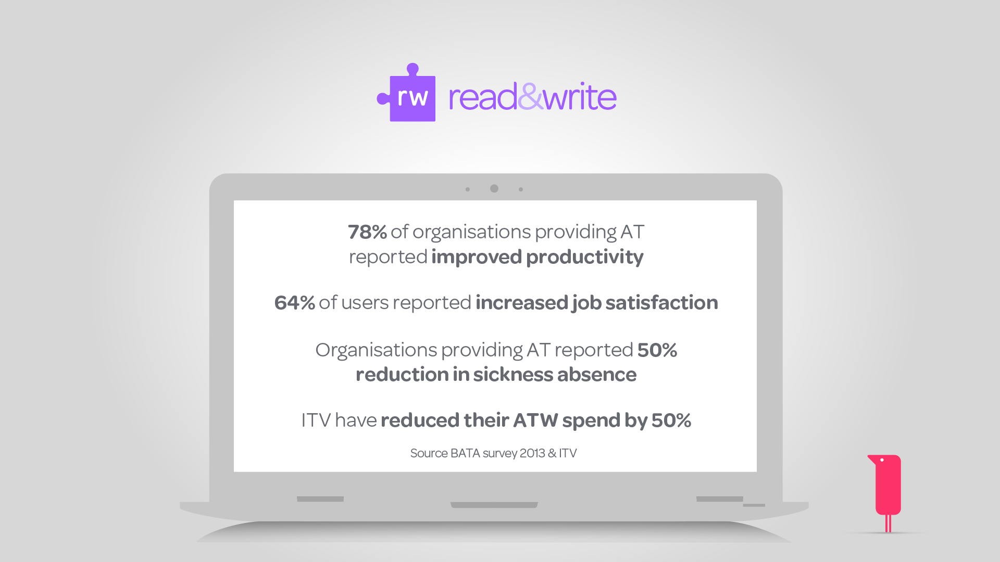 rw read&write
78% of organisations providing AT
reported improved productivity
64% of users reported increased job satisfaction
Organisations providing AT reported 50%
reduction in sickness absence
ITV have reduced their ATW spend by 50%
Source BATA survey 2013 & ITV